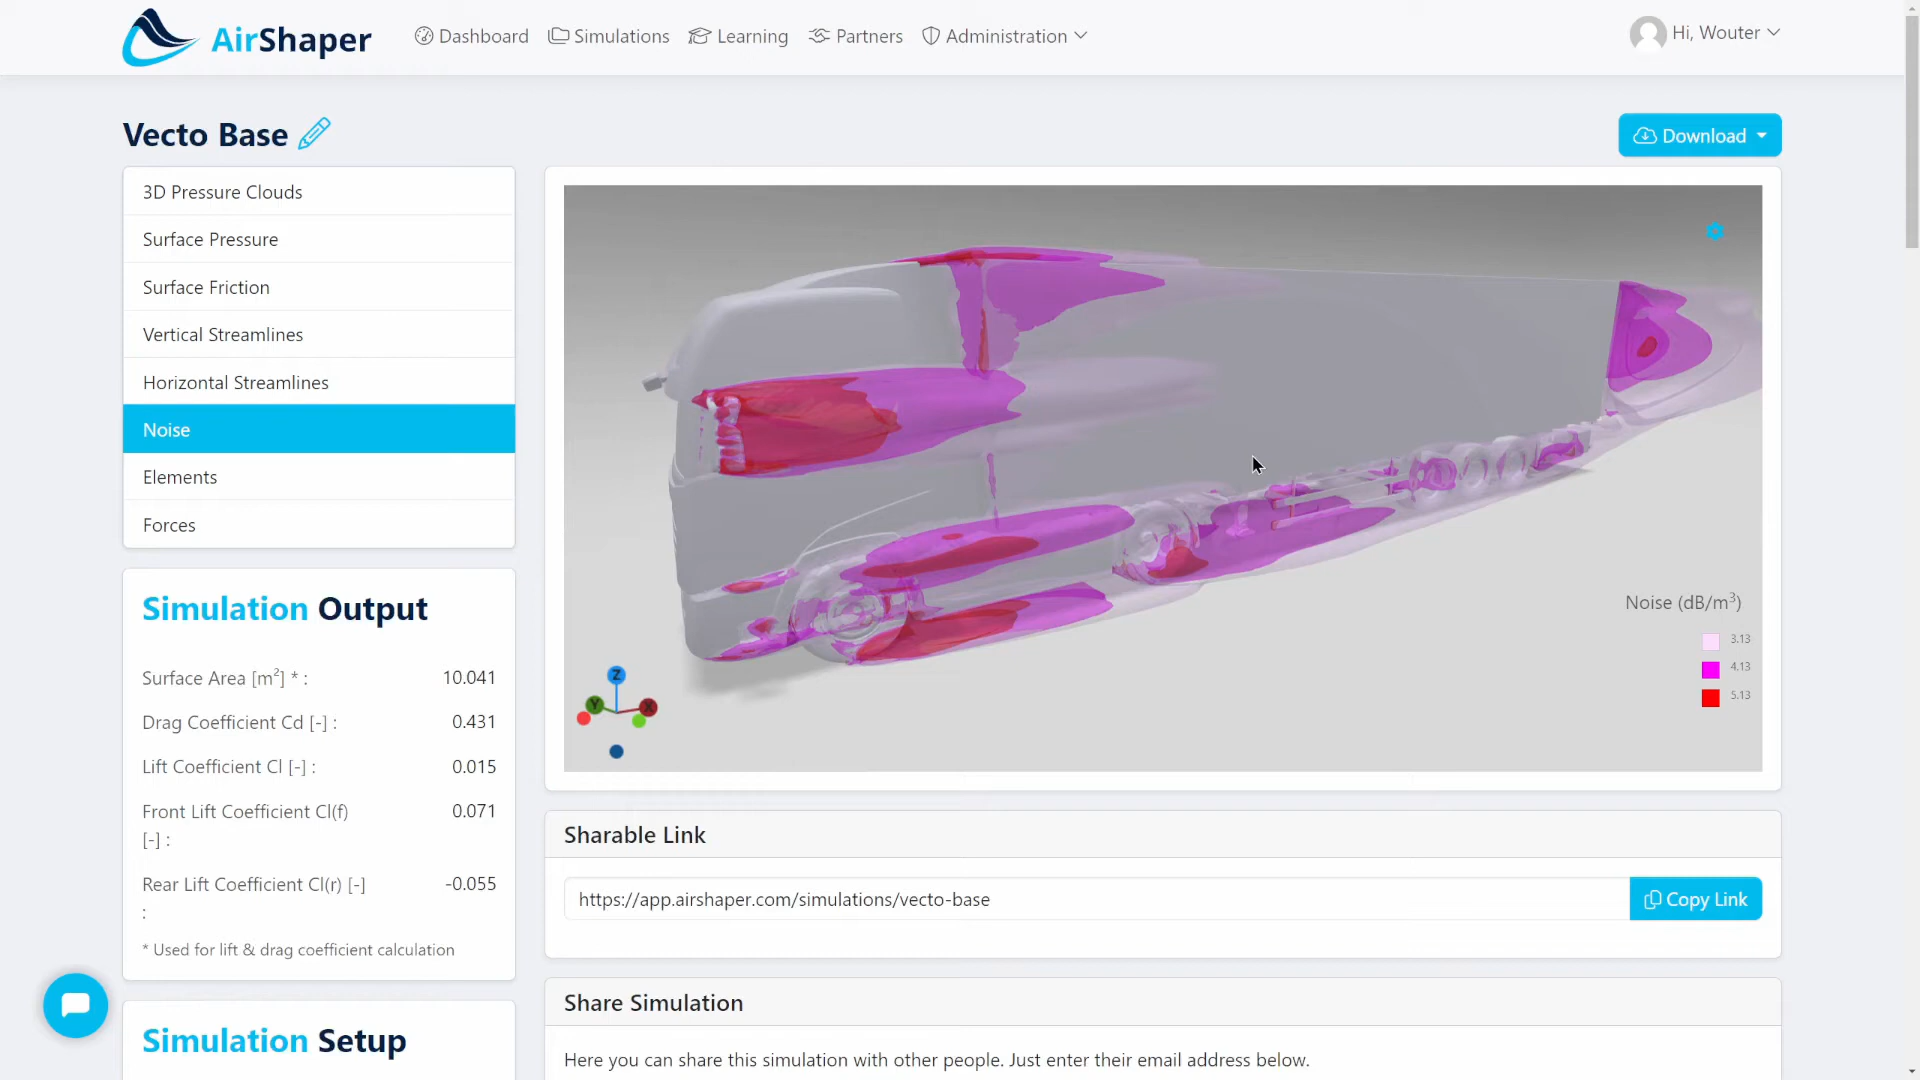 AirShaper Dashboard Simulations Learning Partners Administration Hi, Wouter
Vecto Base Download
3D Pressure Clouds
Surface Pressure
Surface Friction
Vertical Streamlines
Horizontal Streamlines
Noise
Elements
Forces
Noise (dB/m³)
3.13
4.13
5.13
Z
Y X
Simulation Output
Surface Area [m²] * : 10.041
Drag Coefficient Cd [-] : 0.431
Lift Coefficient Cl [-] : 0.015
Front Lift Coefficient Cl(f) 0.071
[-] :
Rear Lift Coefficient Cl(r) [-] -0.055
:
* Used for lift & drag coefficient calculation
Simulation Setup
Sharable Link
https://app.airshaper.com/simulations/vecto-base Copy Link
Share Simulation
Here you can share this simulation with other people. Just enter their email address below.